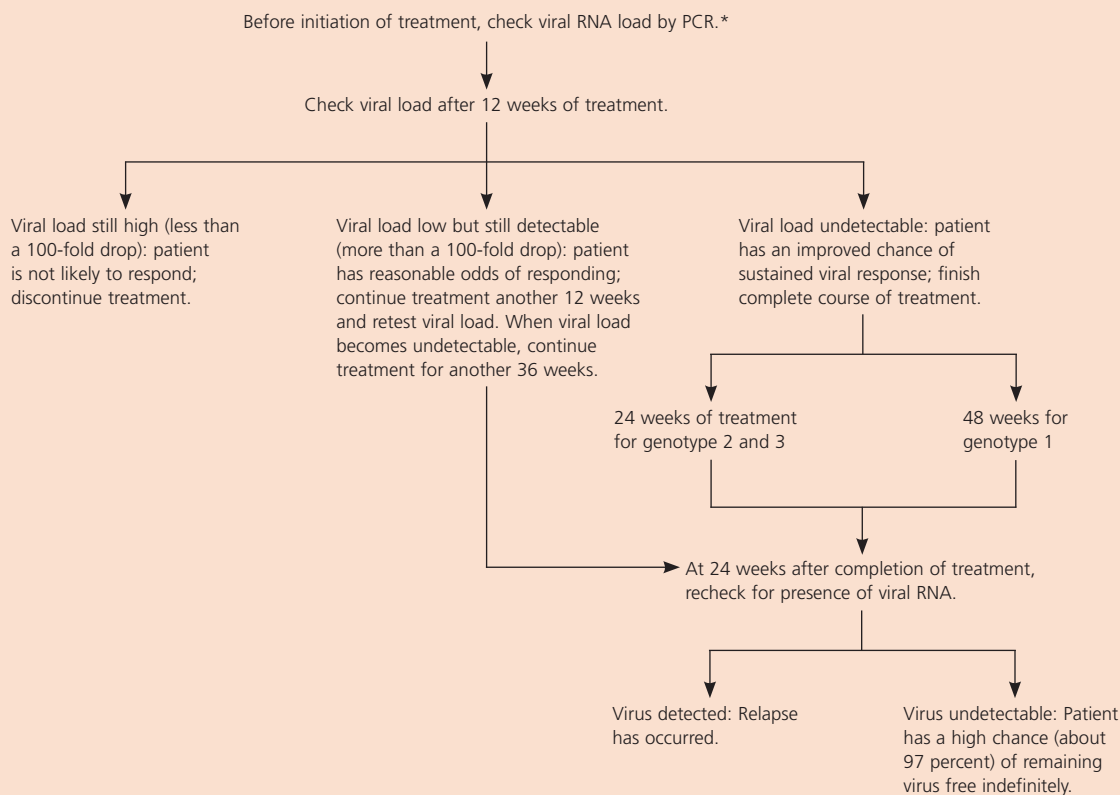 Before initiation of treatment, check viral RNA load by PCR.*
Check viral load after 12 weeks of treatment.
Viral load still high (less than
a 100-fold drop): patient
is not likely to respond;
discontinue treatment.
Viral load low but still detectable
(more than a 100-fold drop): patient
has reasonable odds of responding;
continue treatment another 12 weeks
and retest viral load. When viral load
becomes undetectable, continue
treatment for another 36 weeks.
Viral load undetectable: patient
has an improved chance of
sustained viral response; finish
complete course of treatment.
24 weeks of treatment
for genotype 2 and 3
48 weeks for
genotype 1
At 24 weeks after completion of treatment,
recheck for presence of viral RNA.
Virus detected: Relapse
has occurred.
Virus undetectable: Patient
has a high chance (about
97 percent) of remaining
virus free indefinitely.